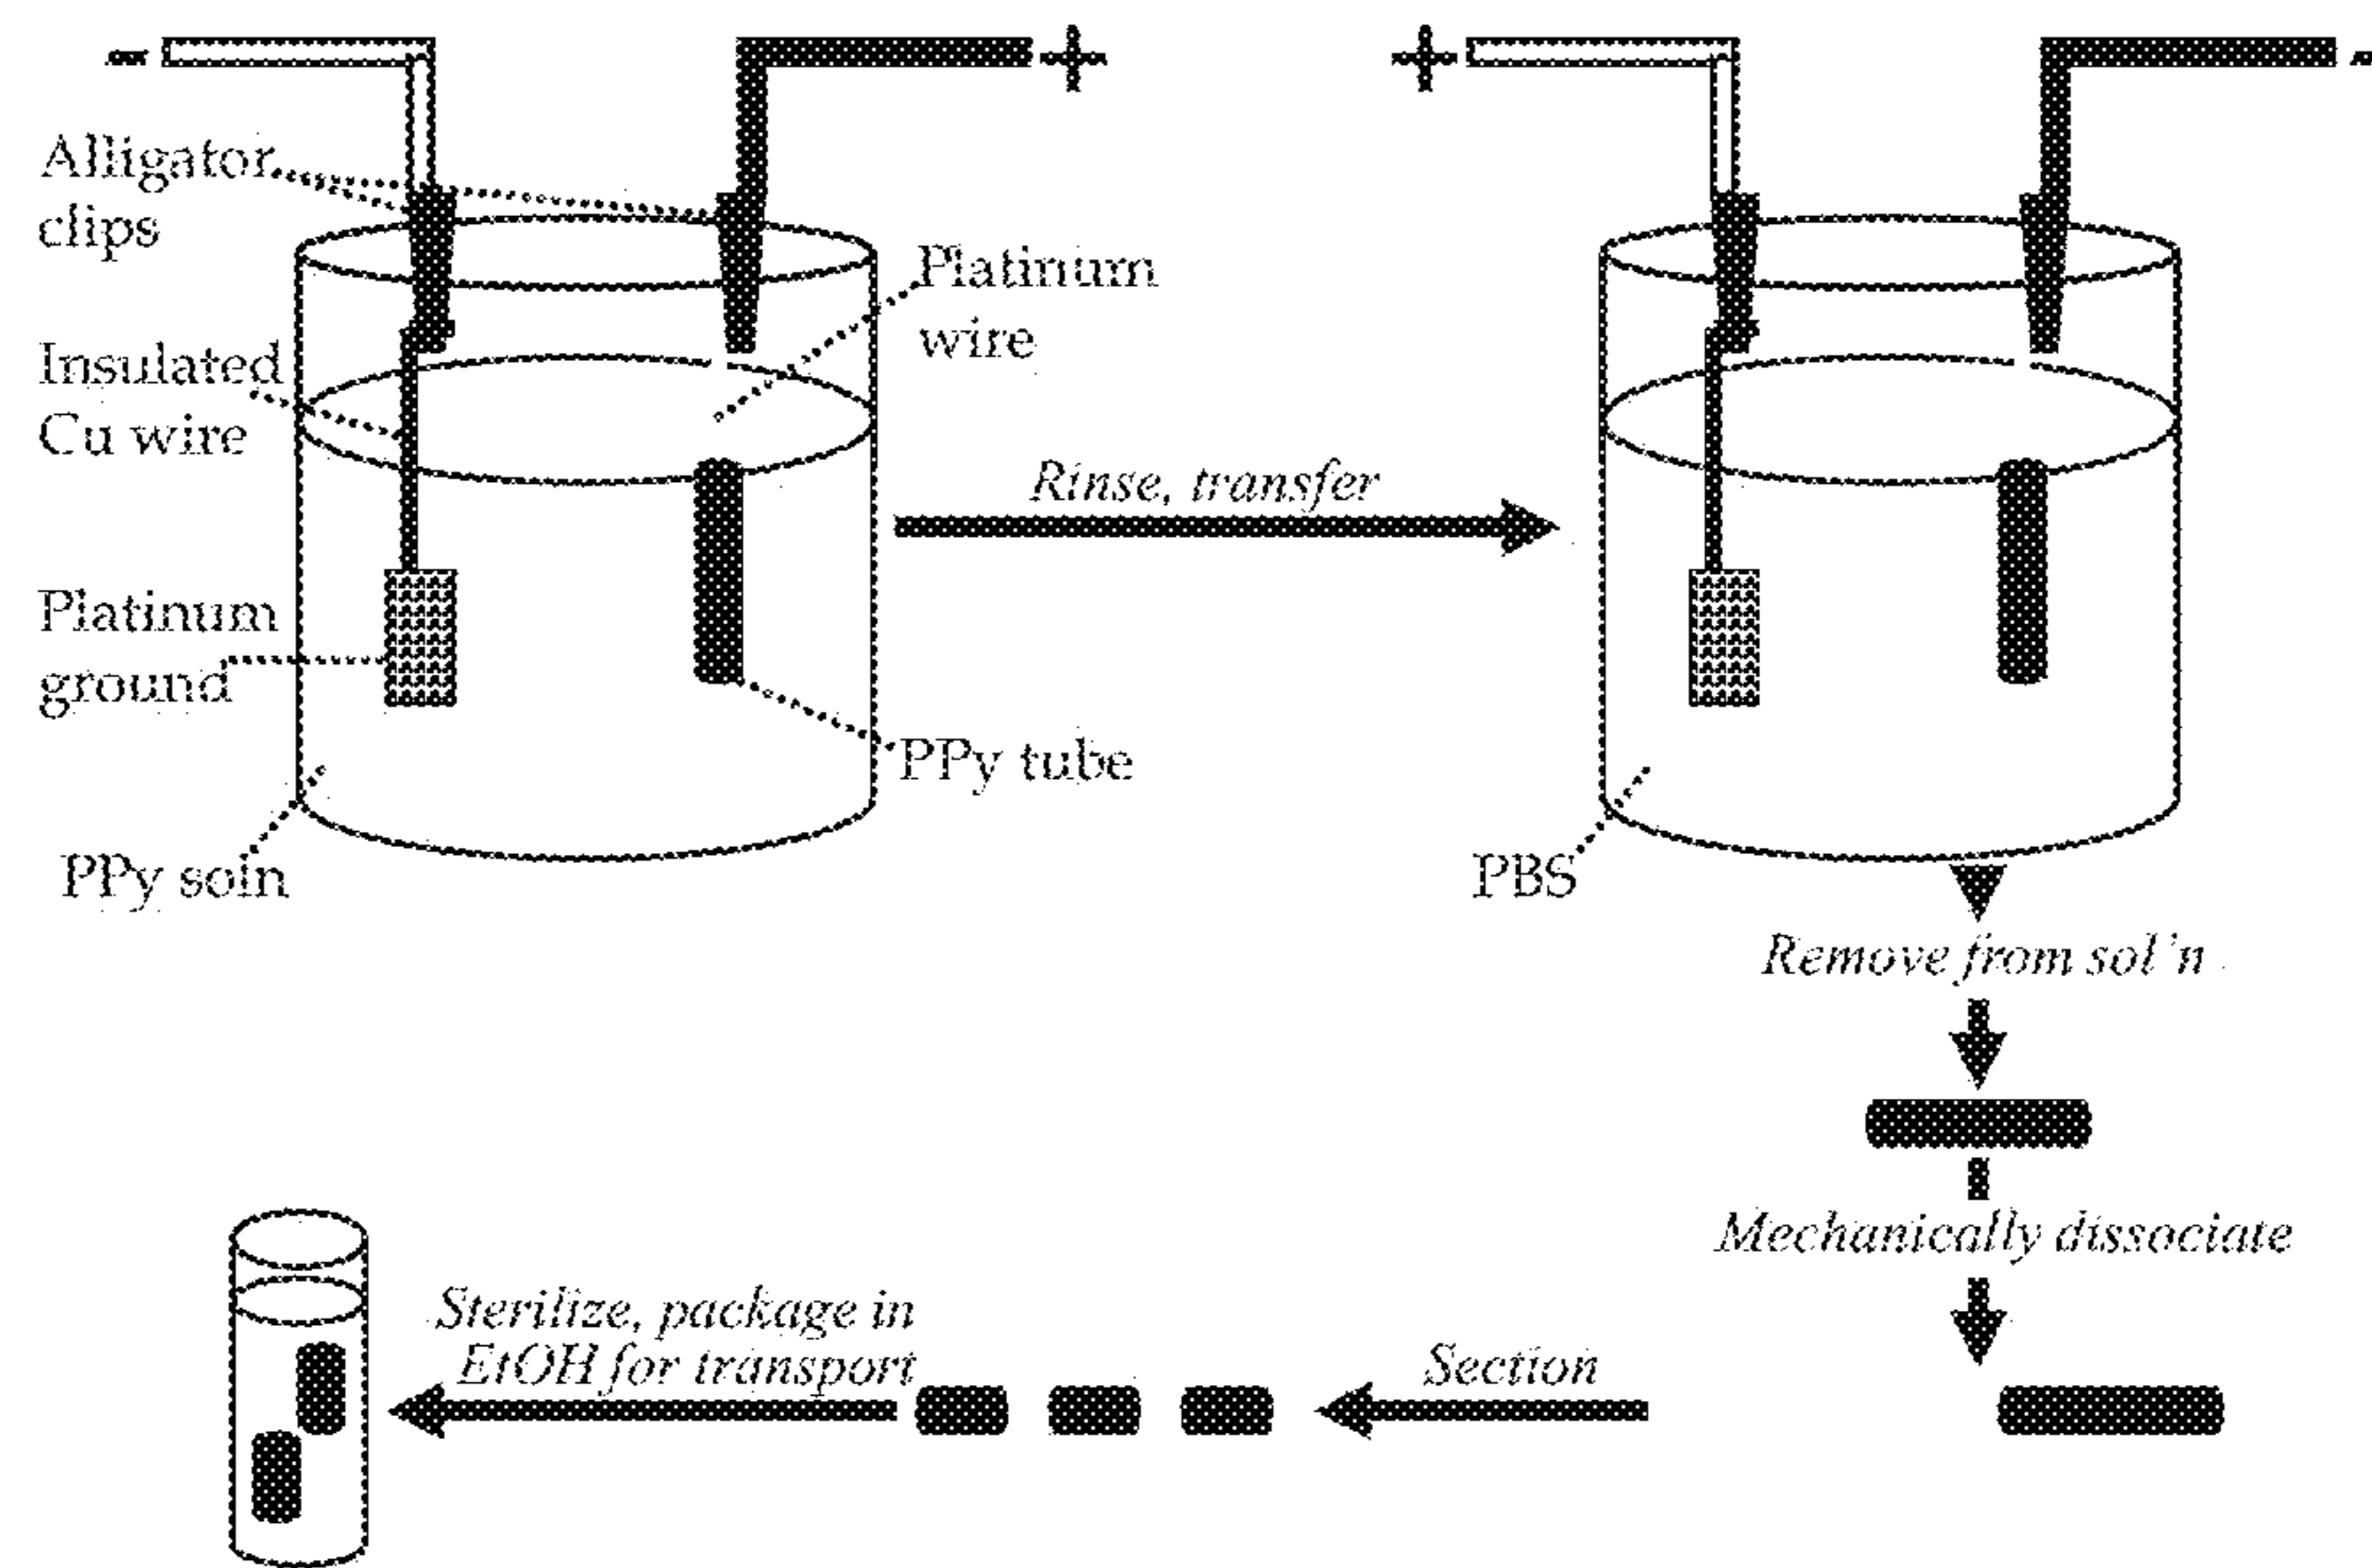 - + + -
Alligator
clips
Platinum
wire
Insulated
Cu wire
Rinse, transfer
Platinum
ground
PPy tube
PPy soln
PBS
Remove from sol'n
Mechanically dissociate
Sterilize, package in
EtOH for transport
Section